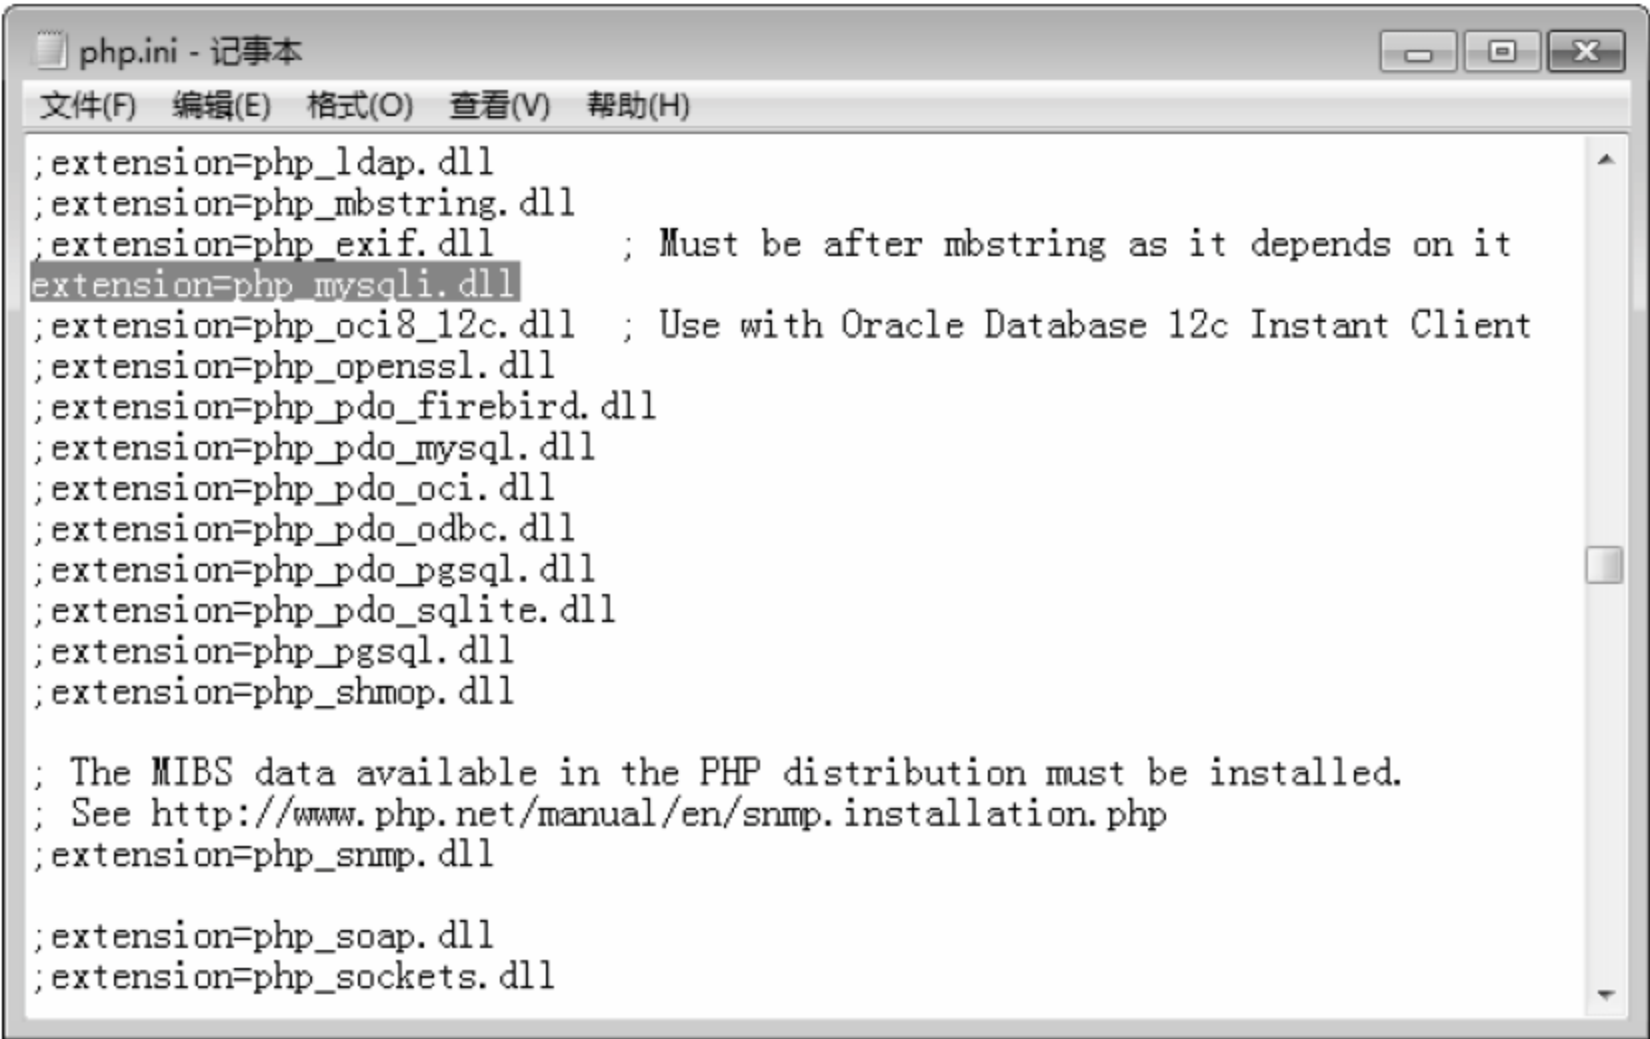 php.ini - 记事本
文件(F) 编辑(E) 格式(O) 查看(V) 帮助(H)
;extension=php_ldap.dll
;extension=php_mbstring.dll
;extension=php_exif.dll ; Must be after mbstring as it depends on it
extension=php_mysqli.dll
;extension=php_oci8_12c.dll ; Use with Oracle Database 12c Instant Client
;extension=php_openssl.dll
;extension=php_pdo_firebird.dll
;extension=php_pdo_mysql.dll
;extension=php_pdo_oci.dll
;extension=php_pdo_odbc.dll
;extension=php_pdo_pgsql.dll
;extension=php_pdo_sqlite.dll
;extension=php_pgsql.dll
;extension=php_shmop.dll
; The MIBS data available in the PHP distribution must be installed.
; See http://www.php.net/manual/en/snmp.installation.php
;extension=php_snmp.dll
;extension=php_soap.dll
;extension=php_sockets.dll